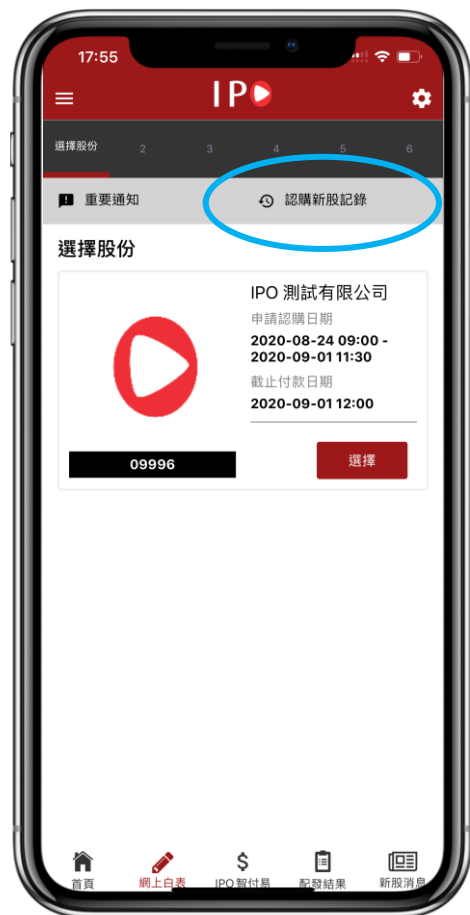 17:55
IPO
選擇股份 2 3 4 5 6
重要通知 認購新股記錄
選擇股份
IPO 測試有限公司
申請認購日期
2020-08-24 09:00 -
2020-09-01 11:30
截止付款日期
2020-09-01 12:00
09996 選擇
首頁 網上白表 IPO智付易 配發結果 新股消息